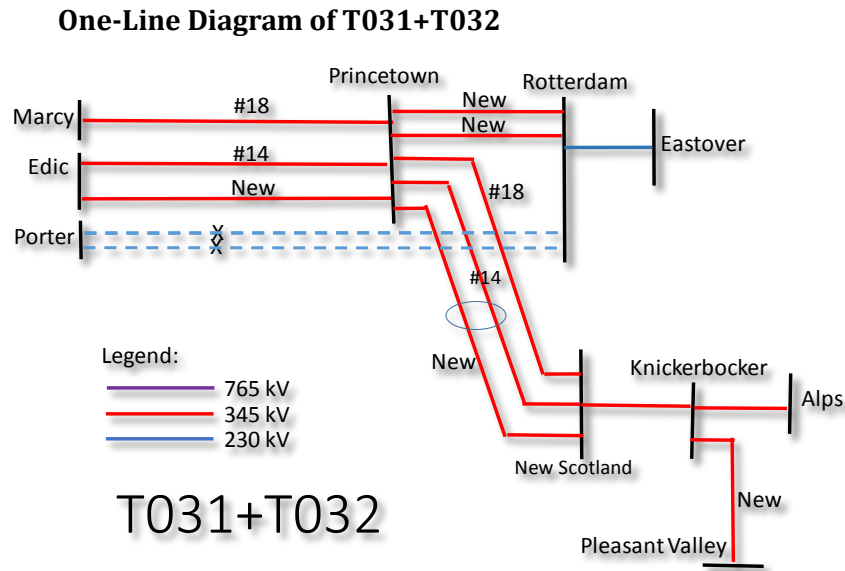 One-Line Diagram of T031+T032
Princetown
Rotterdam
Marcy
#18
New
New
Eastover
Edic
#14
New
#18
Porter
X
X
#14
New
Legend:
765 kV
345 kV
230 kV
Knickerbocker
Alps
New Scotland
New
T031+T032
Pleasant Valley